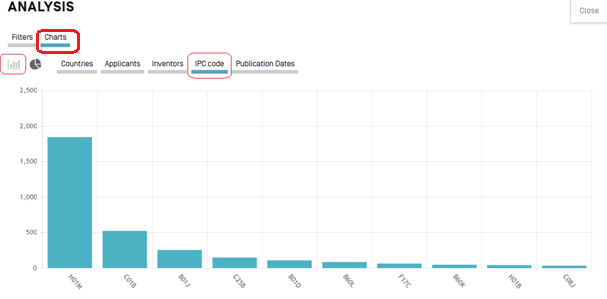 ANALYSIS
Close
Filters Charts
Countries Applicants Inventors IPC code Publication Dates
2,500
2,000
1,500
1,000
500
0
H01M C01B B01J C25B B01D B60L F17C B60K H01B C08J